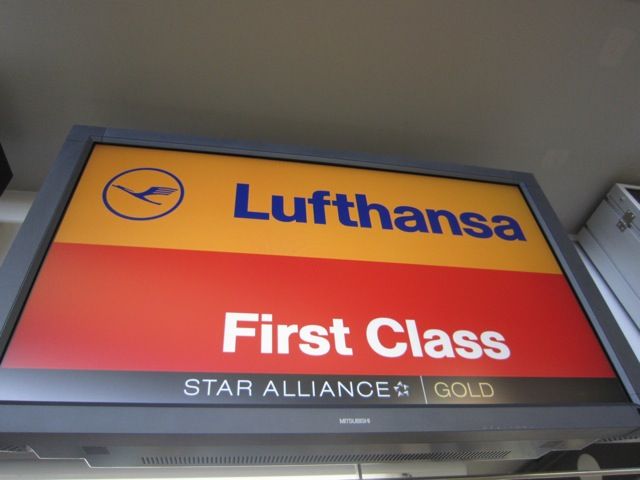 Lufthansa
First Class
STAR ALLIANCE GOLD
MITSUBISHI